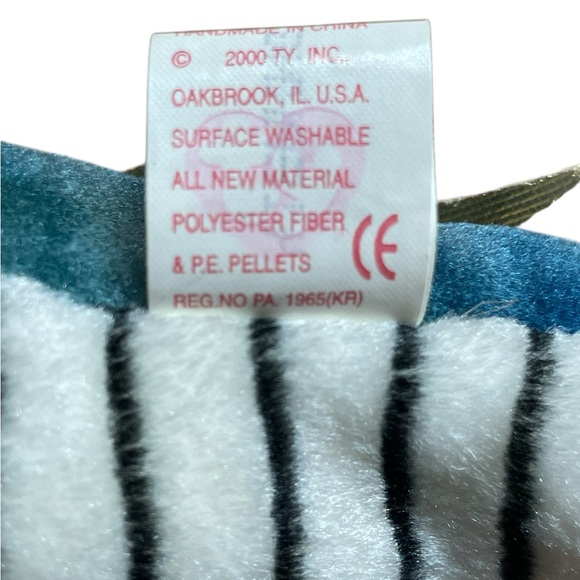 HANDMADE IN CHINA
© 2000 TY, INC.,
OAKBROOK, IL. U.S.A.
SURFACE WASHABLE
ALL NEW MATERIAL
POLYESTER FIBER
& P.E. PELLETS CE
REG.NO PA. 1965(KR)